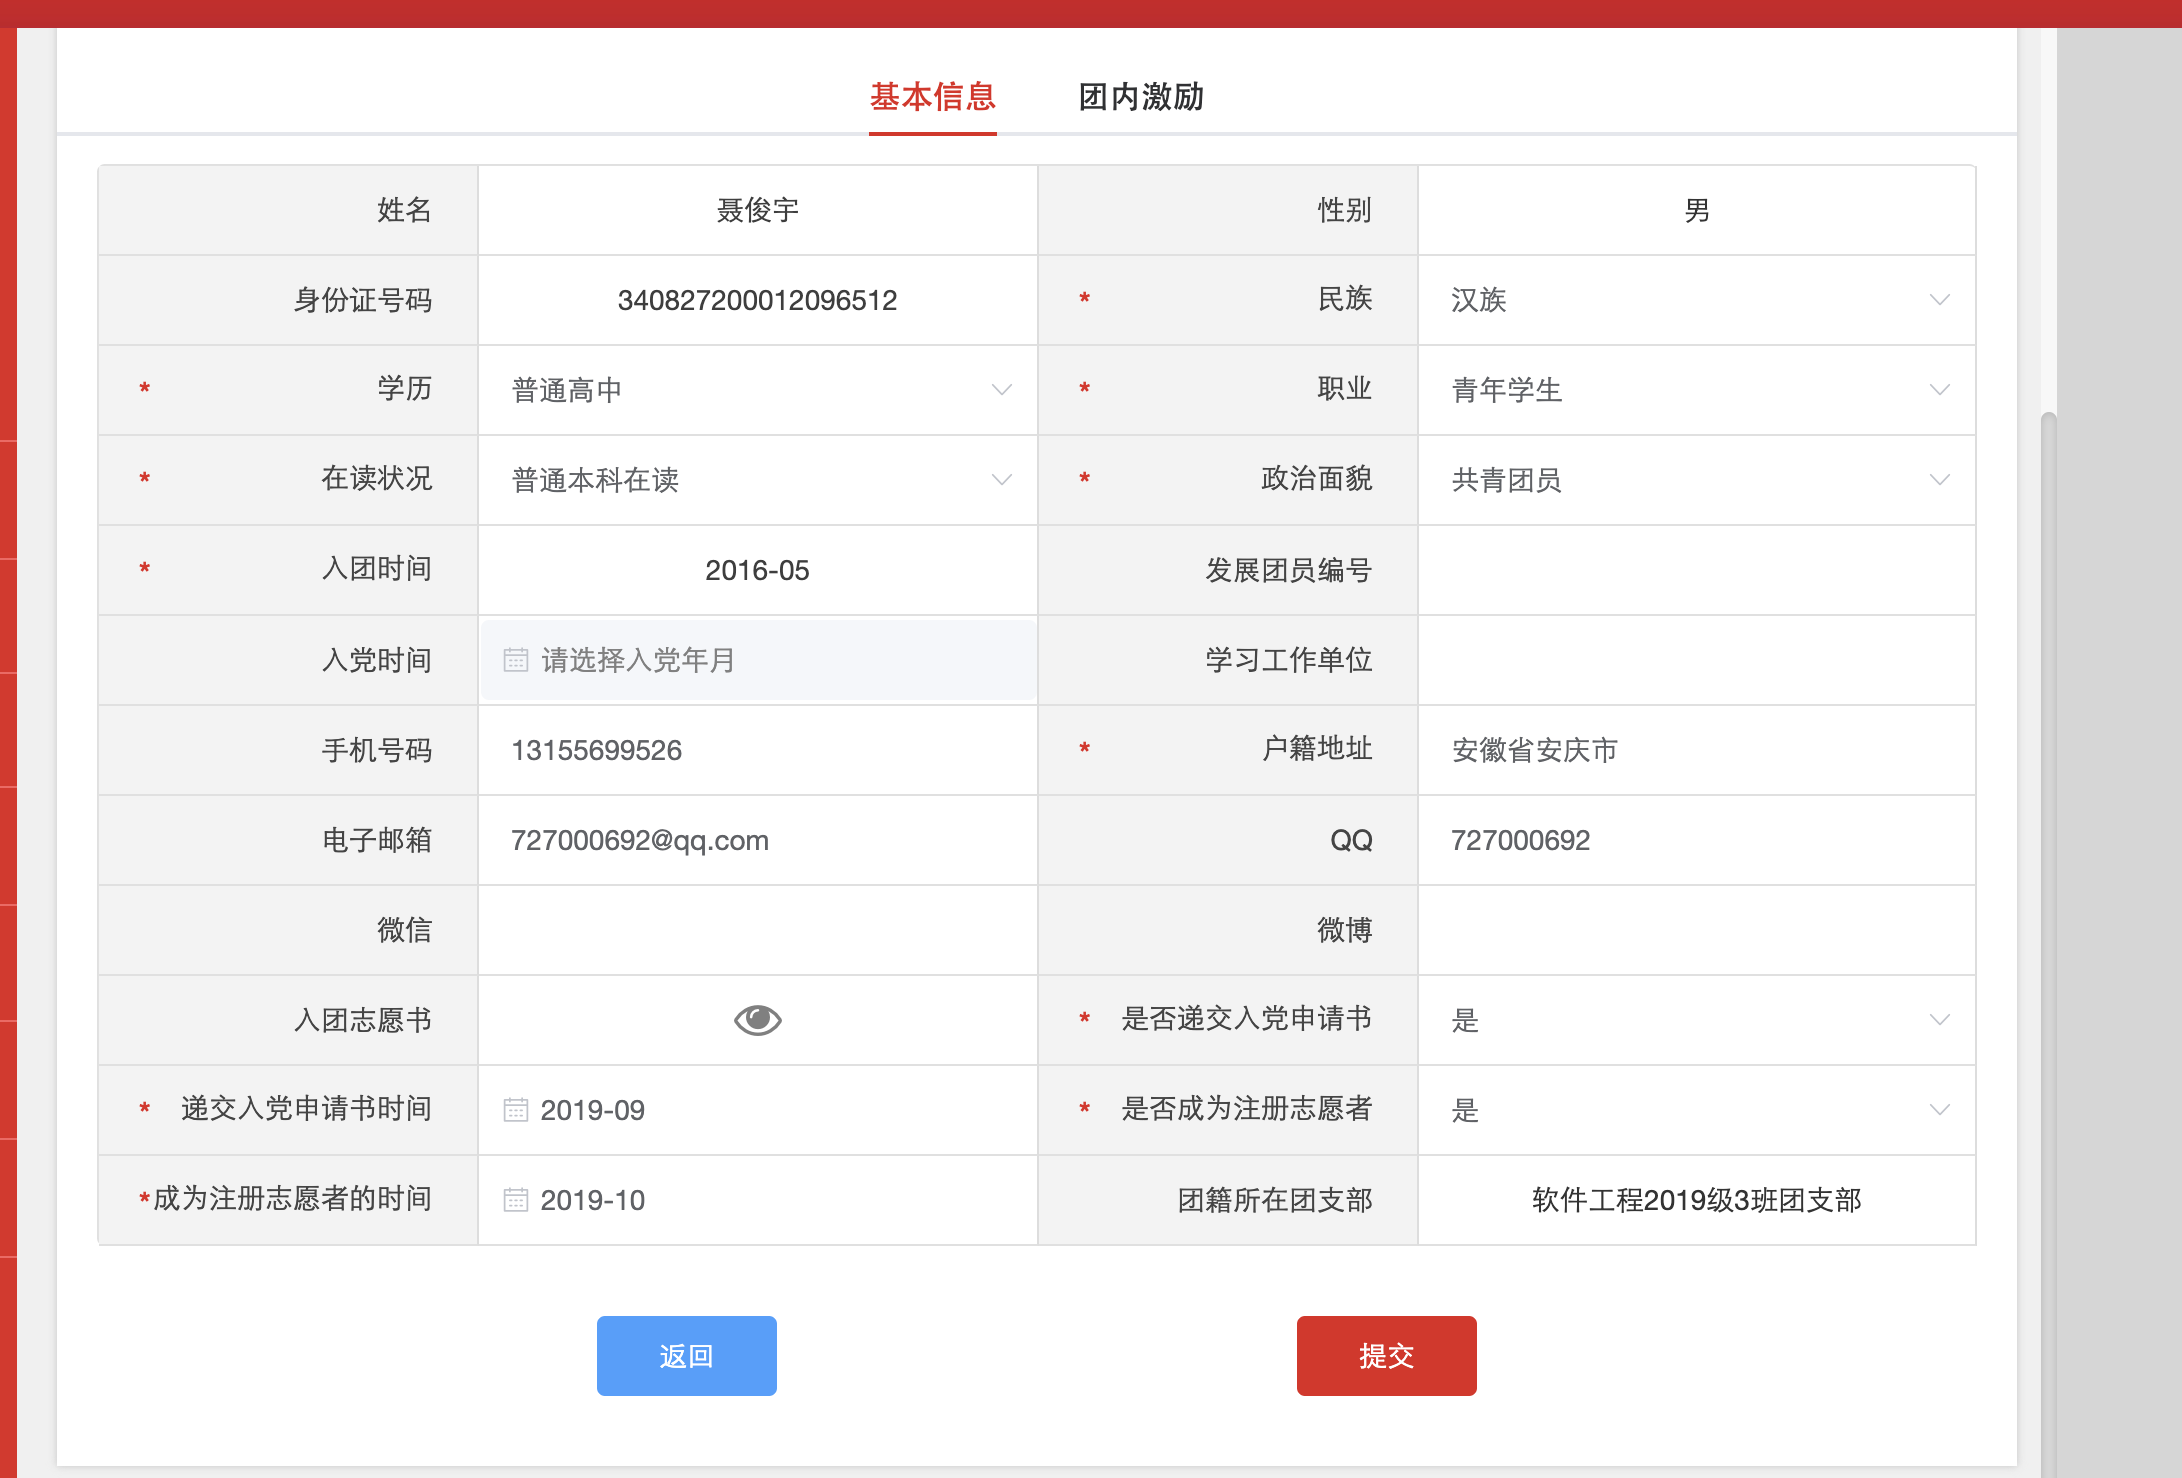 基本信息 团内激励
姓名 聂俊宇 性别 男
身份证号码 340827200012096512 * 民族 汉族
* 学历 普通高中 * 职业 青年学生
* 在读状况 普通本科在读 * 政治面貌 共青团员
* 入团时间 2016-05 发展团员编号
入党时间 请选择入党年月 学习工作单位
手机号码 13155699526 * 户籍地址 安徽省安庆市
电子邮箱 727000692@qq.com QQ 727000692
微信 微博
入团志愿书 * 是否递交入党申请书 是
* 递交入党申请书时间 2019-09 * 是否成为注册志愿者 是
*成为注册志愿者的时间 2019-10 团籍所在团支部 软件工程2019级3班团支部
返回 提交